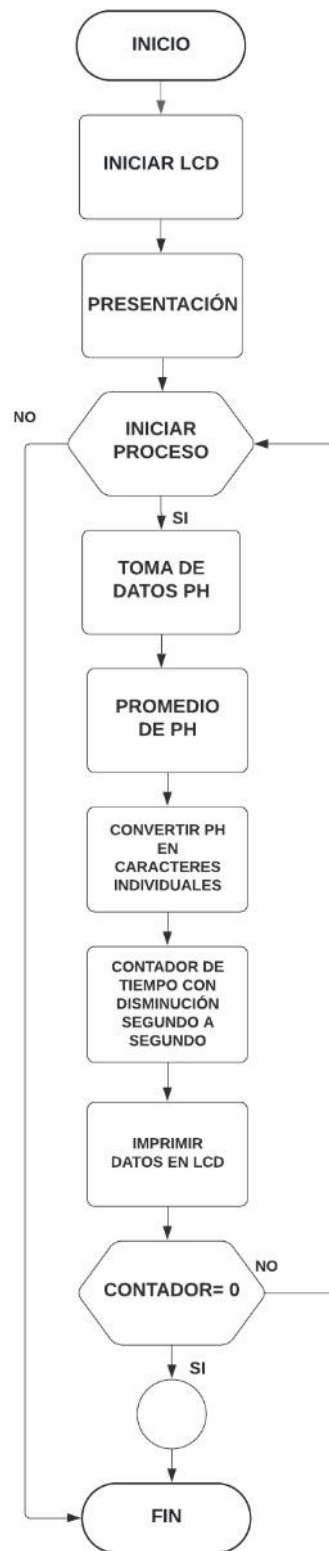 INICIO
INICIAR LCD
PRESENTACIÓN
NO
INICIAR
PROCESO
SI
TOMA DE
DATOS PH
PROMEDIO
DE PH
CONVERTIR PH
EN
CARACTERES
INDIVIDUALES
CONTADOR DE
TIEMPO CON
DISMINUCIÓN
SEGUNDO A
SEGUNDO
IMPRIMIR
DATOS EN LCD
CONTADOR= 0
NO
SI
FIN